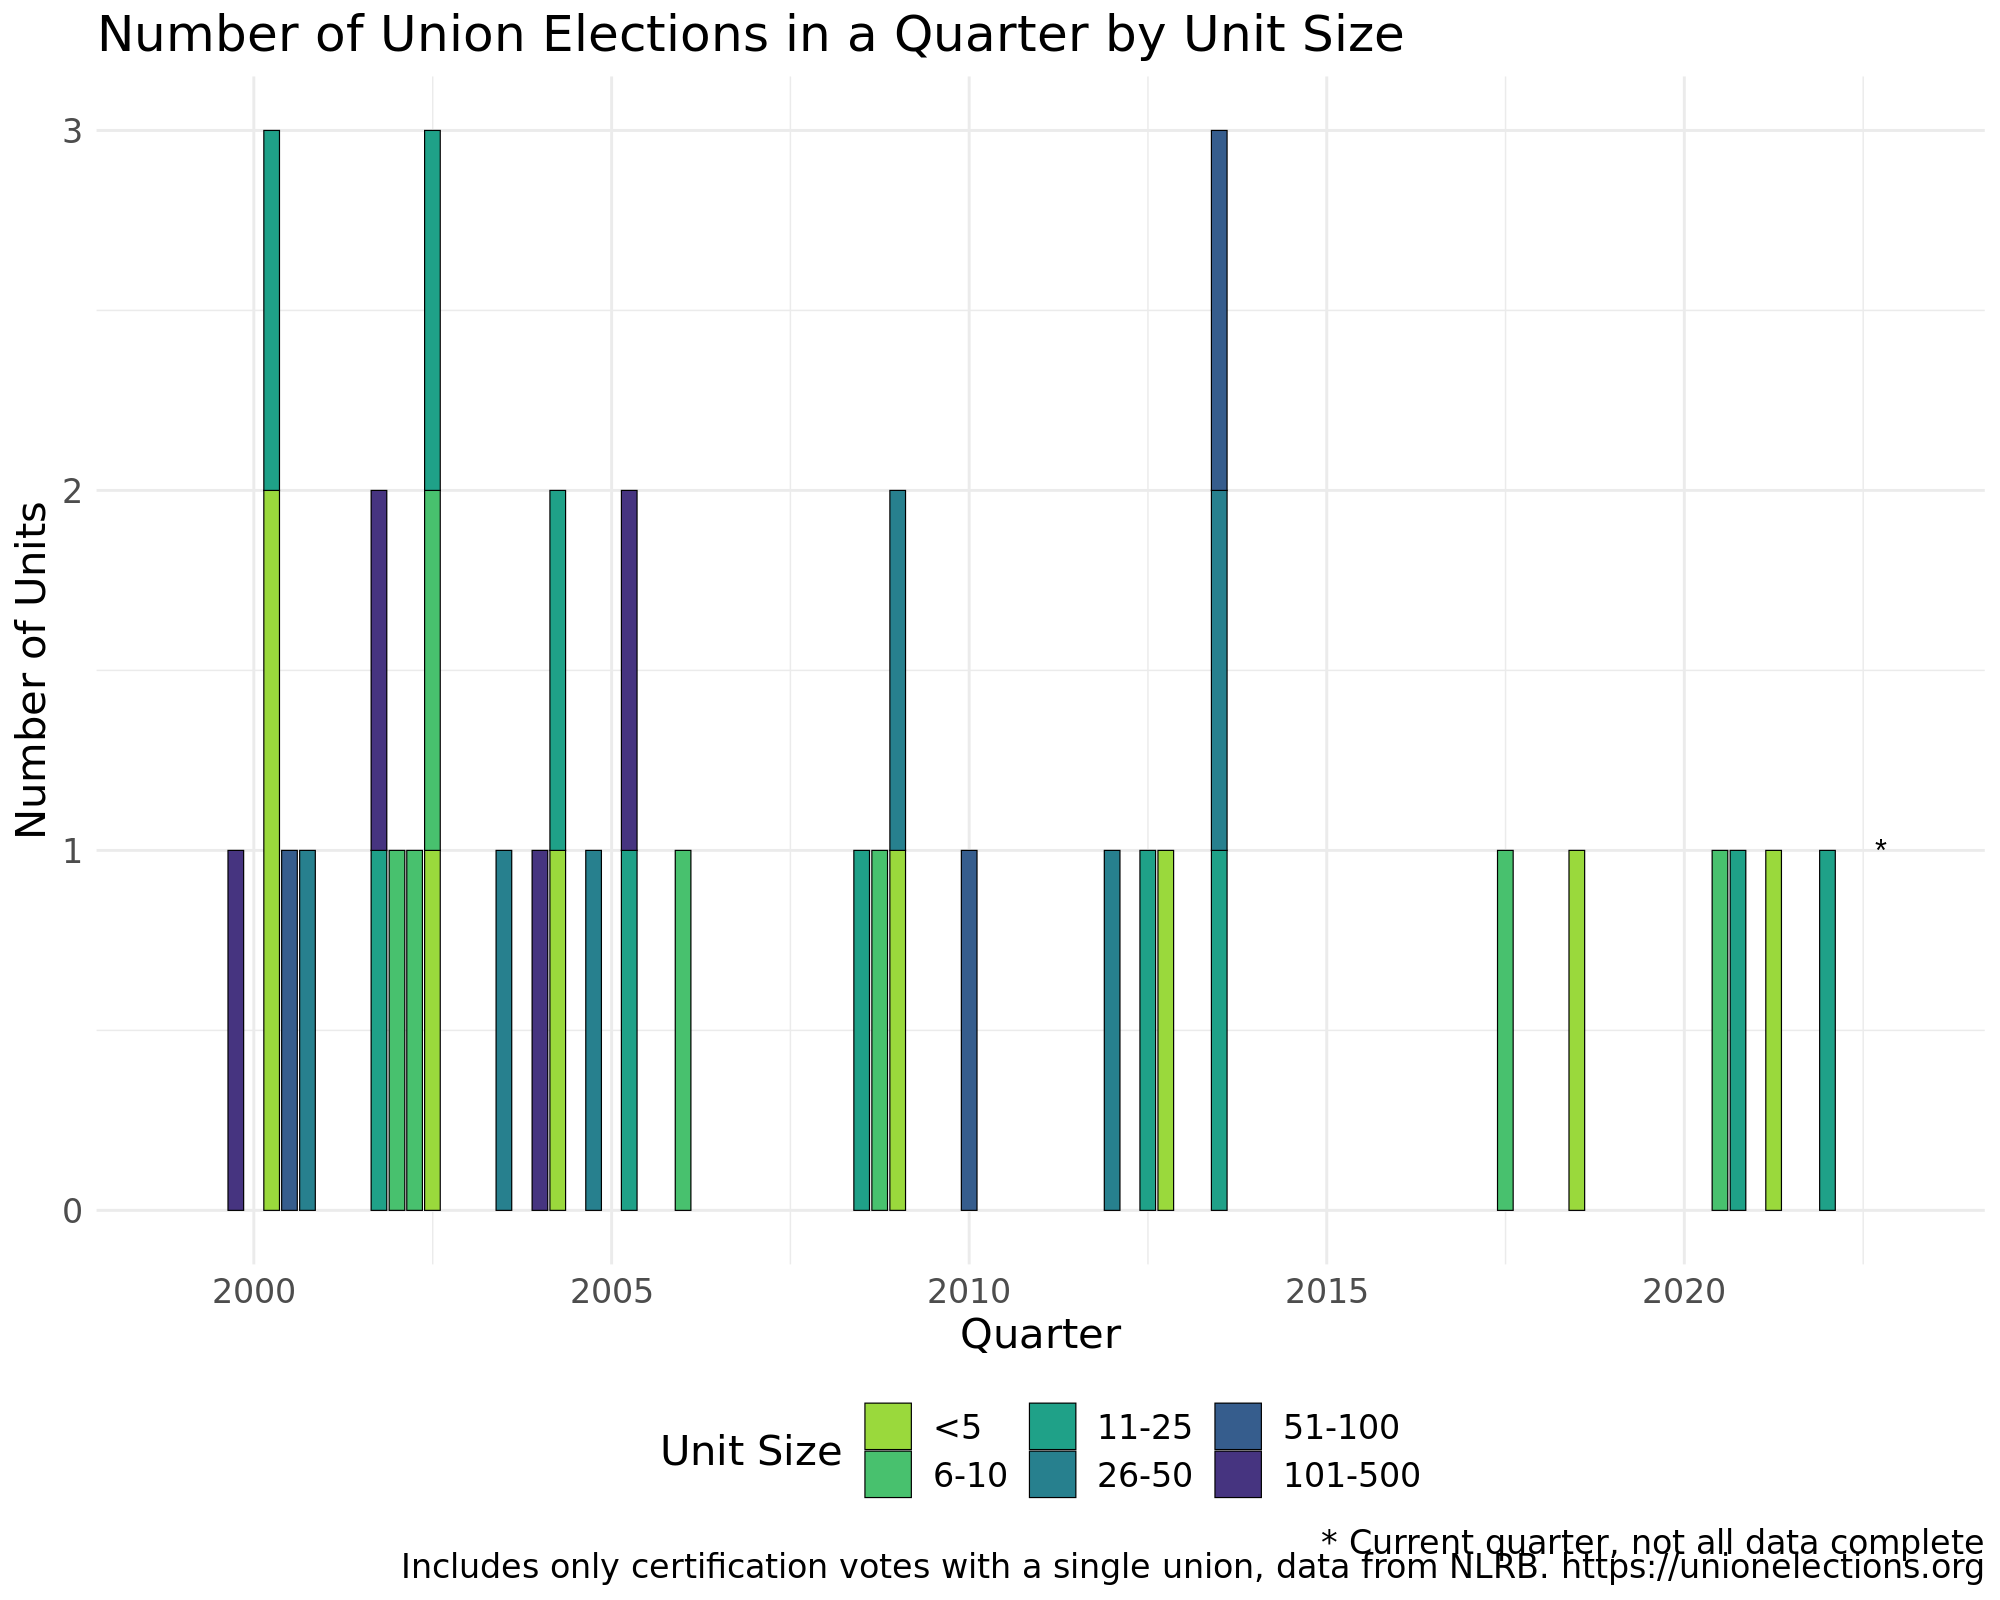 Number of Union Elections in a Quarter by Unit Size
Number of Units
3
2
1
0
*
2000 2005 2010 2015 2020
Quarter
Unit Size
<5 11-25 51-100
6-10 26-50 101-500
* Current quarter, not all data complete
Includes only certification votes with a single union, data from NLRB. https://unionelections.org